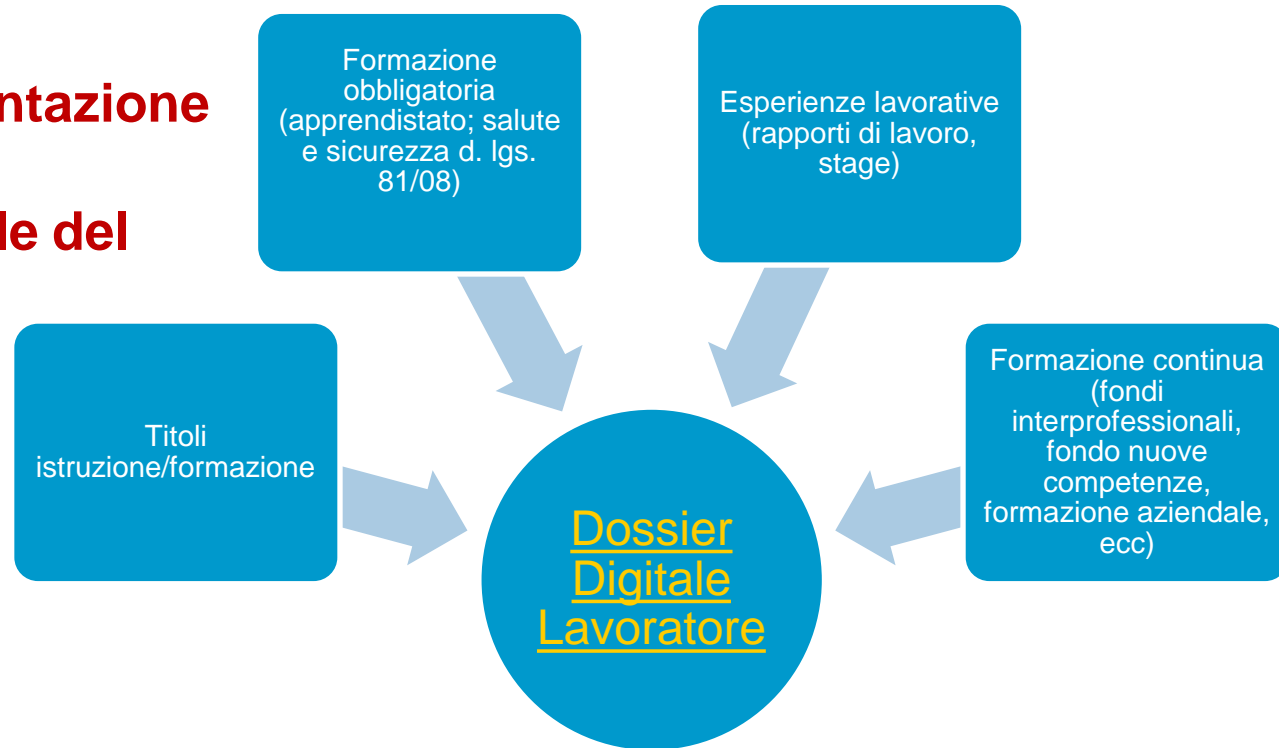 ntazione
le del
Formazione
obbligatoria
(apprendistato; salute
e sicurezza d. lgs.
81/08)
Esperienze lavorative
(rapporti di lavoro,
stage)
Titoli
istruzione/formazione
Formazione continua
(fondi
interprofessionali,
fondo nuove
competenze,
formazione aziendale,
ecc)
Dossier
Digitale
Lavoratore